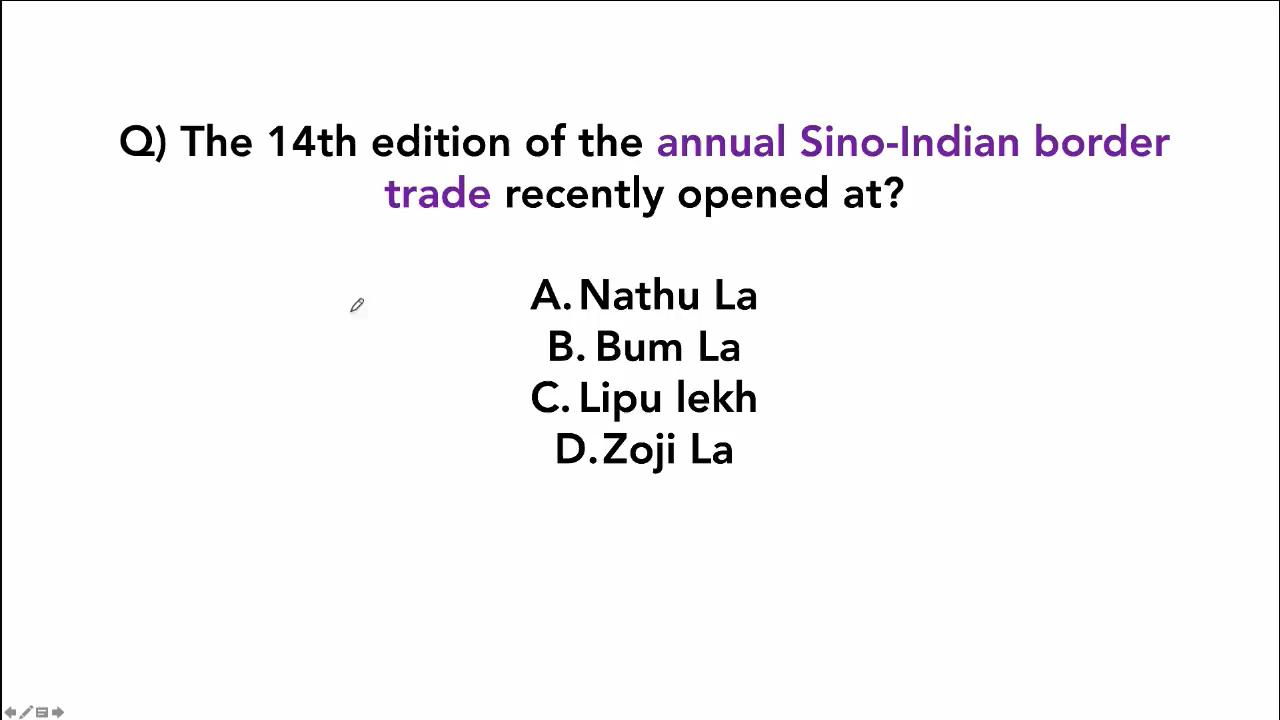 Q) The 14th edition of the annual Sino-Indian border
trade recently opened at?
A. Nathu La
B. Bum La
C. Lipu lekh
D. Zoji La